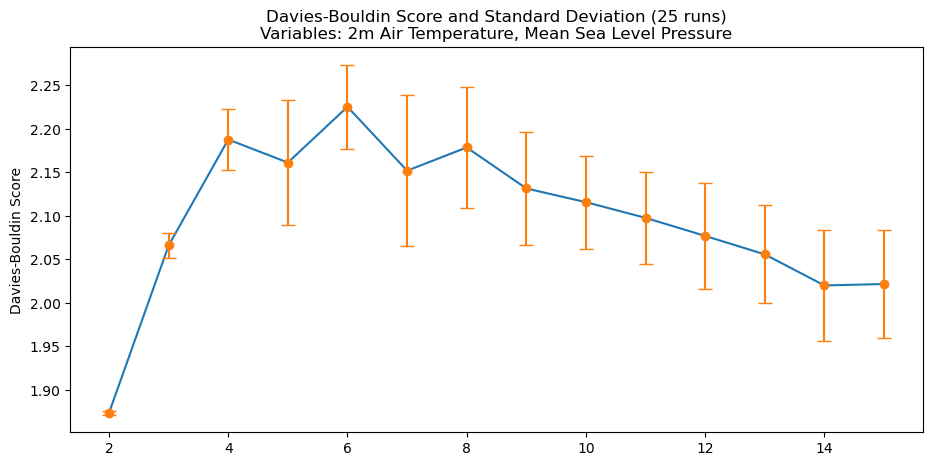 Davies-Bouldin Score and Standard Deviation (25 runs)
Variables: 2m Air Temperature, Mean Sea Level Pressure
Davies-Bouldin Score
2.25
2.20
2.15
2.10
2.05
2.00
1.95
1.90
2 4 6 8 10 12 14